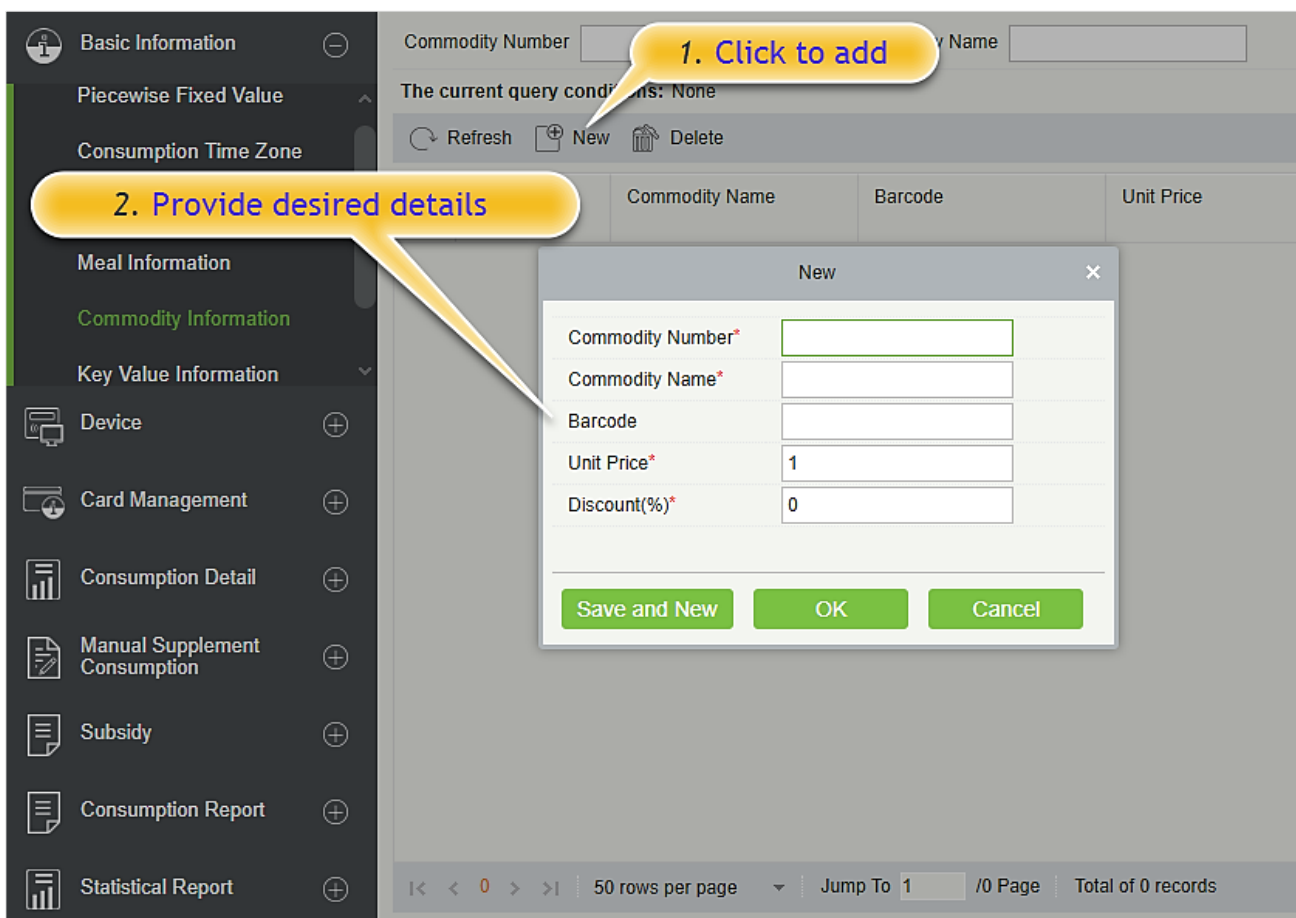 Basic Information
Piecewise Fixed Value
Consumption Time Zone
Meal Information
Commodity Information
Key Value Information
Device
Card Management
Consumption Detail
Manual Supplement
Consumption
Subsidy
Consumption Report
Statistical Report
Commodity Number
y Name
1. Click to add
The current query conditions: None
Refresh New Delete
2. Provide desired details
Commodity Name Barcode Unit Price
New
Commodity Number*
Commodity Name*
Barcode
Unit Price* 1
Discount(%)* 0
Save and New OK Cancel
0 50 rows per page Jump To 1 /0 Page Total of 0 records